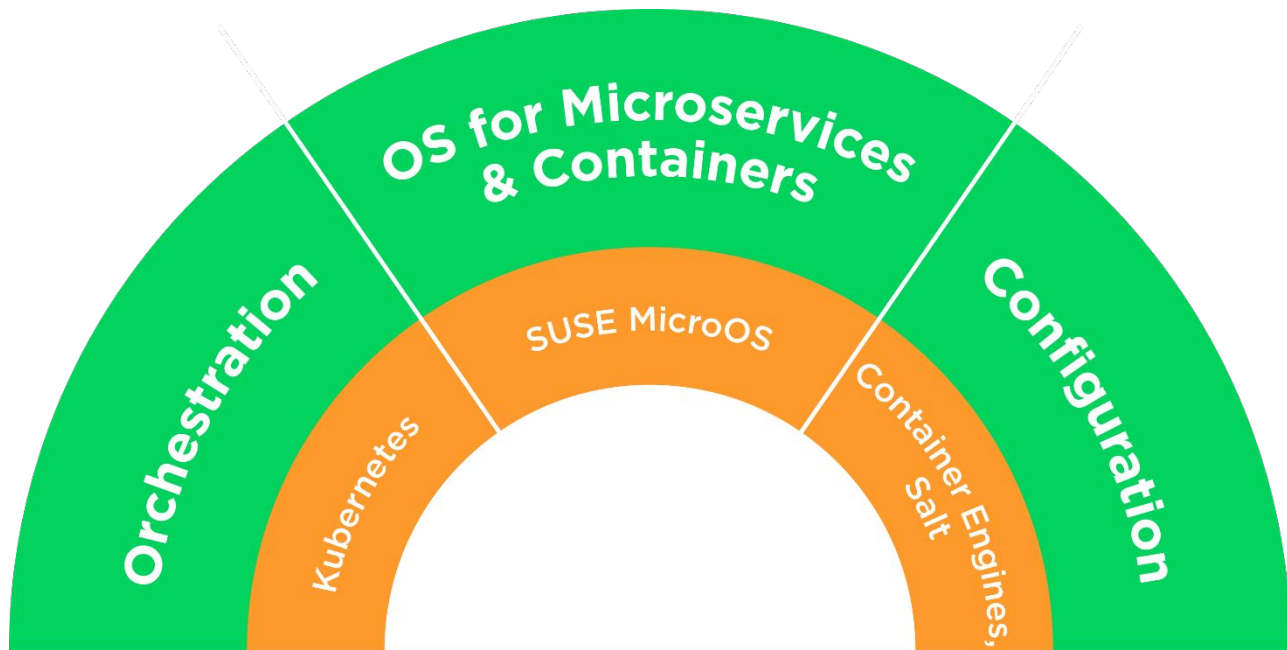 Orchestration
OS for Microservices
& Containers
Configuration
Kubernetes
SUSE MicroOS
Container Engines,
Salt